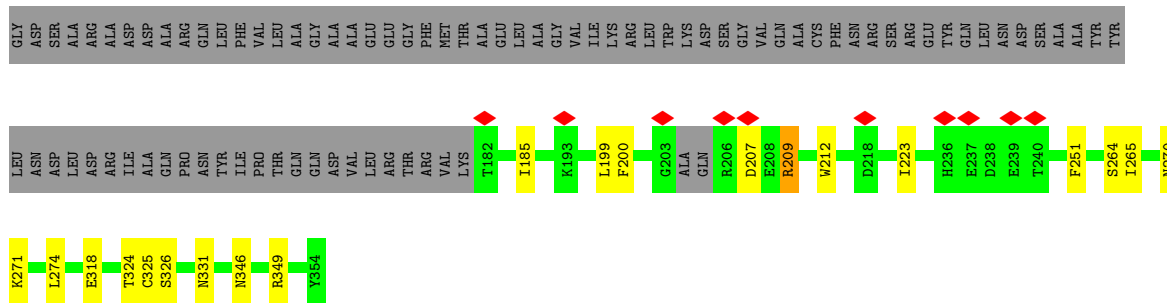 GLY ASP SER ALA ARG ALA ASP ASP ALA ARG GLN LEU PHE VAL LEU ALA GLY ALA ALA GLU GLU GLY PHE MET THR ALA GLU LEU ALA GLY VAL ILE LYS ARG LEU TRP LYS ASP SER GLY VAL GLN ALA CYS PHE ASN ARG SER ARG GLU TYR GLN LEU ASN ASP SER ALA ALA TYR TYR
LEU ASN ASP LEU ASP ARG ILE ALA GLN PRO ASN TYR ILE PRO THR GLN GLN ASP VAL LEU ARG THR ARG VAL LYS T182 I185 K193 L199 F200 G203 ALA GLN R206 D207 E208 R209 W212 D218 I223 H236 E237 D238 E239 T240 F251 S264 I265
K271 L274 E318 T324 C325 S326 N331 N346 R349 Y354